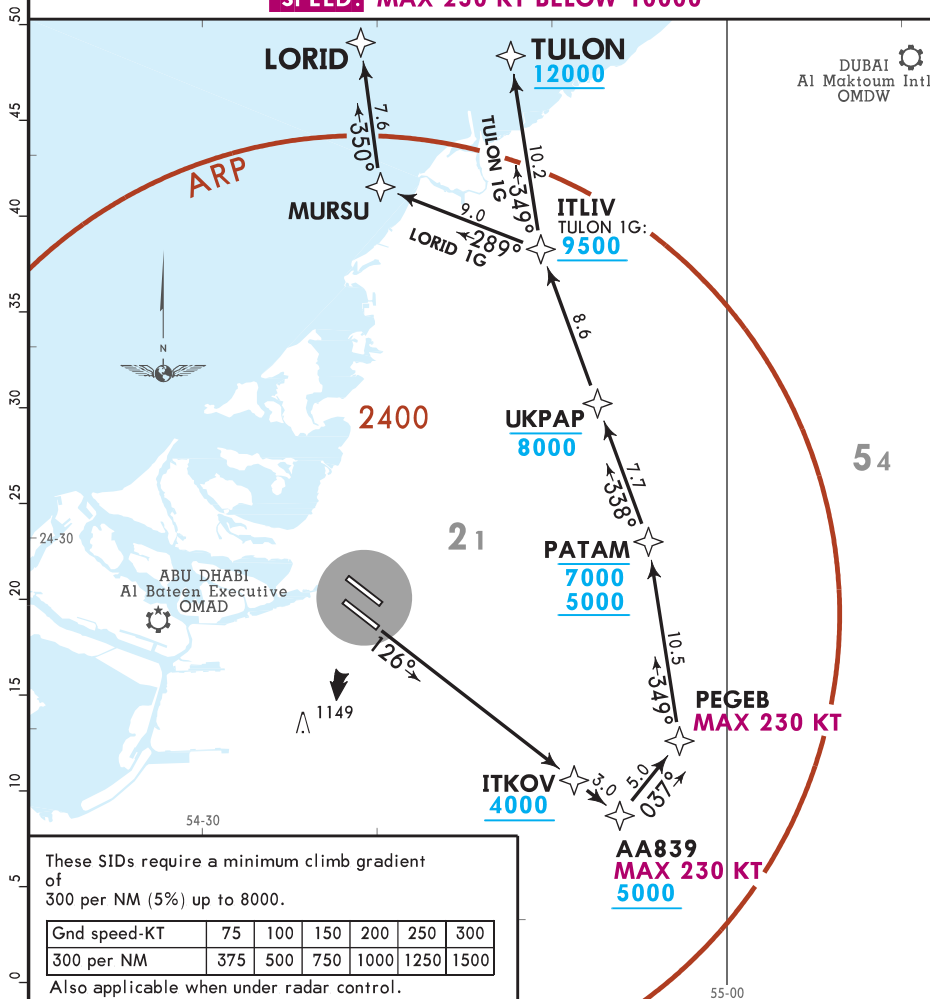 SPEED: MAX 250 KT BELOW 10000
50
45
40
35
30
25
20
15
10
5
0
LORID
TULON
12000
DUBAI
Al Maktoum Intl
OMDW
7.6
350°
TULON 1G
10.2
349°
ARP
MURSU
9.0
289°
LORID 1G
ITLIV
TULON 1G:
9500
N
8.6
2400
UKPAP
8000
54
7.7
338°
24-30
21
PATAM
7000
5000
ABU DHABI
Al Bateen Executive
OMAD
126°
10.5
349°
1149
PEGEB
MAX 230 KT
ITKOV
4000
3.0
5.0
037°
54-30
AA839
MAX 230 KT
5000
These SIDs require a minimum climb gradient
of
300 per NM (5%) up to 8000.
Gnd speed-KT 75 100 150 200 250 300
300 per NM 375 500 750 1000 1250 1500
Also applicable when under radar control.
55-00